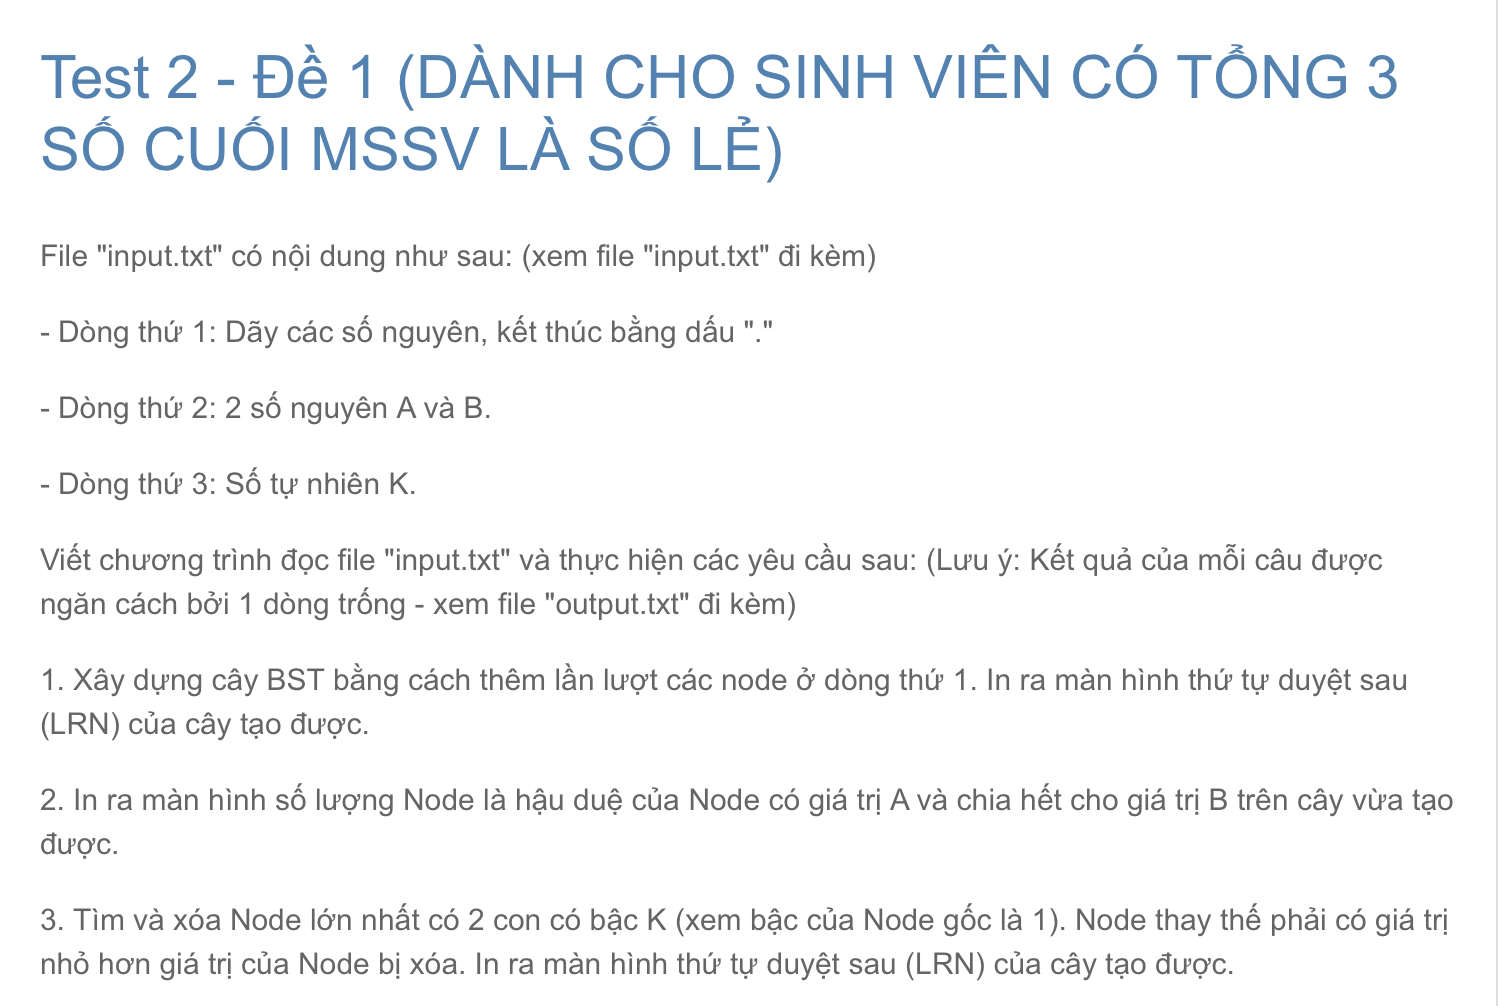 Test 2 - Đề 1 (DÀNH CHO SINH VIÊN CÓ TỔNG 3
SỐ CUỐI MSSV LÀ SỐ LẺ)
File "input.txt" có nội dung như sau: (xem file "input.txt" đi kèm)
- Dòng thứ 1: Dãy các số nguyên, kết thúc bằng dấu "."
- Dòng thứ 2: 2 số nguyên A và B.
- Dòng thứ 3: Số tự nhiên K.
Viết chương trình đọc file "input.txt" và thực hiện các yêu cầu sau: (Lưu ý: Kết quả của mỗi câu được
ngăn cách bởi 1 dòng trống - xem file "output.txt" đi kèm)
1. Xây dựng cây BST bằng cách thêm lần lượt các node ở dòng thứ 1. In ra màn hình thứ tự duyệt sau
(LRN) của cây tạo được.
2. In ra màn hình số lượng Node là hậu duệ của Node có giá trị A và chia hết cho giá trị B trên cây vừa tạo
được.
3. Tìm và xóa Node lớn nhất có 2 con có bậc K (xem bậc của Node gốc là 1). Node thay thế phải có giá trị
nhỏ hơn giá trị của Node bị xóa. In ra màn hình thứ tự duyệt sau (LRN) của cây tạo được.